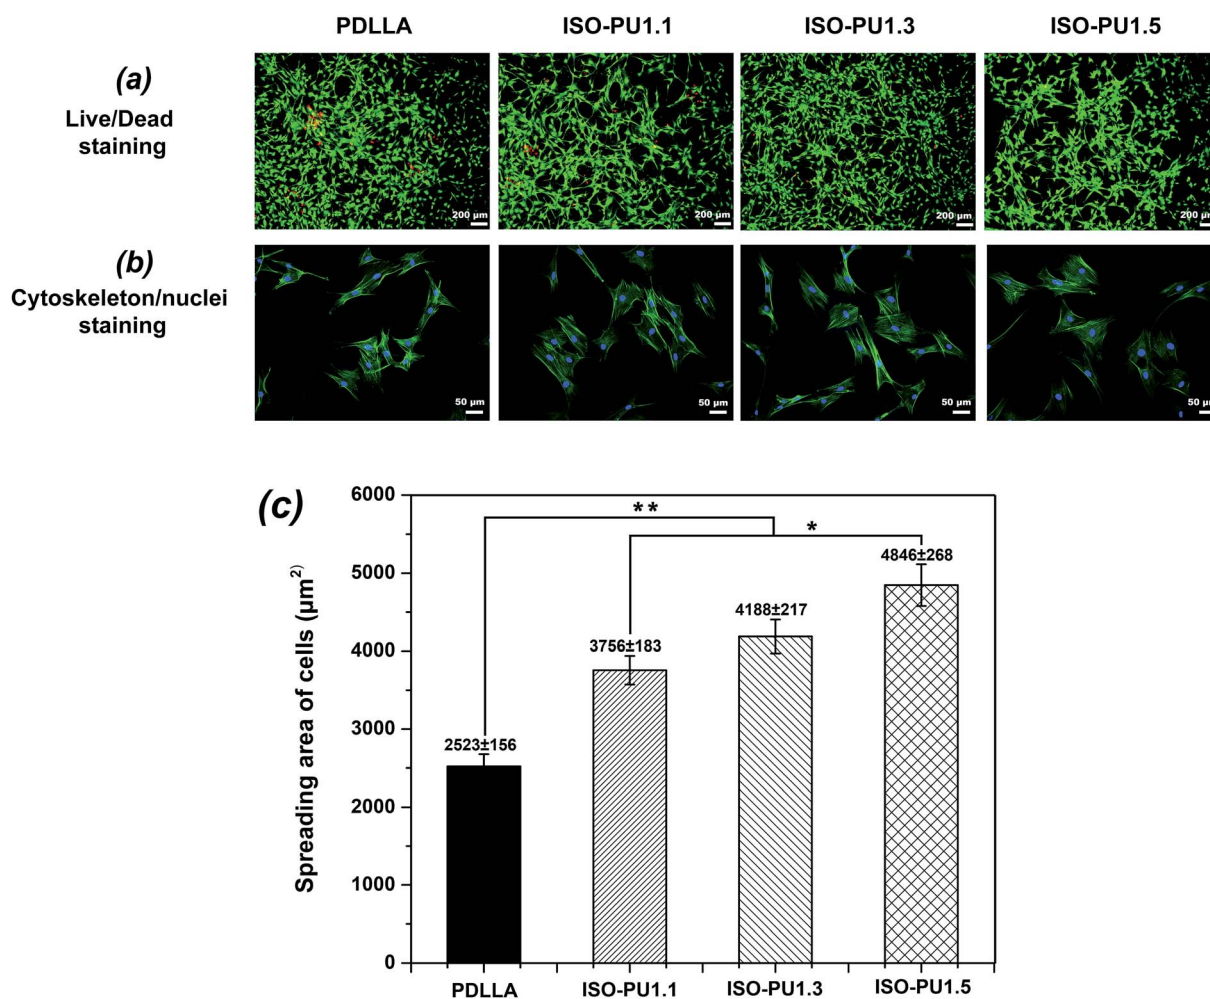 PDLLA
ISO-PU1.1
ISO-PU1.3
ISO-PU1.5
(a)
Live/Dead
staining
200 µm
200 µm
200 µm
200 µm
(b)
Cytoskeleton/nuclei
staining
50 µm
50 µm
50 µm
50 µm
(c)
Spreading area of cells (µm²⁾
6000
5000
4000
3000
2000
1000
0
**
*
2523±156
3756±183
4188±217
4846±268
PDLLA
ISO-PU1.1
ISO-PU1.3
ISO-PU1.5